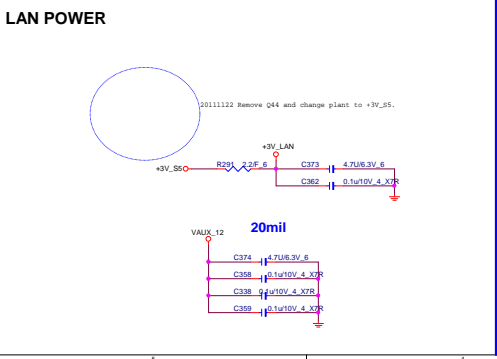 LAN POWER
20111122 Remove Q44 and change plant to +3V_S5.
+3V_LAN
+3V_S5 R291 2.2/F_6 C373 4.7U/6.3V_6
C362 0.1u/10V_4_X7R
20mil
VAUX_12
C374 4.7U/6.3V_6
C358 0.1u/10V_4_X7R
C338 0.1u/10V_4_X7R
C359 0.1u/10V_4_X7R